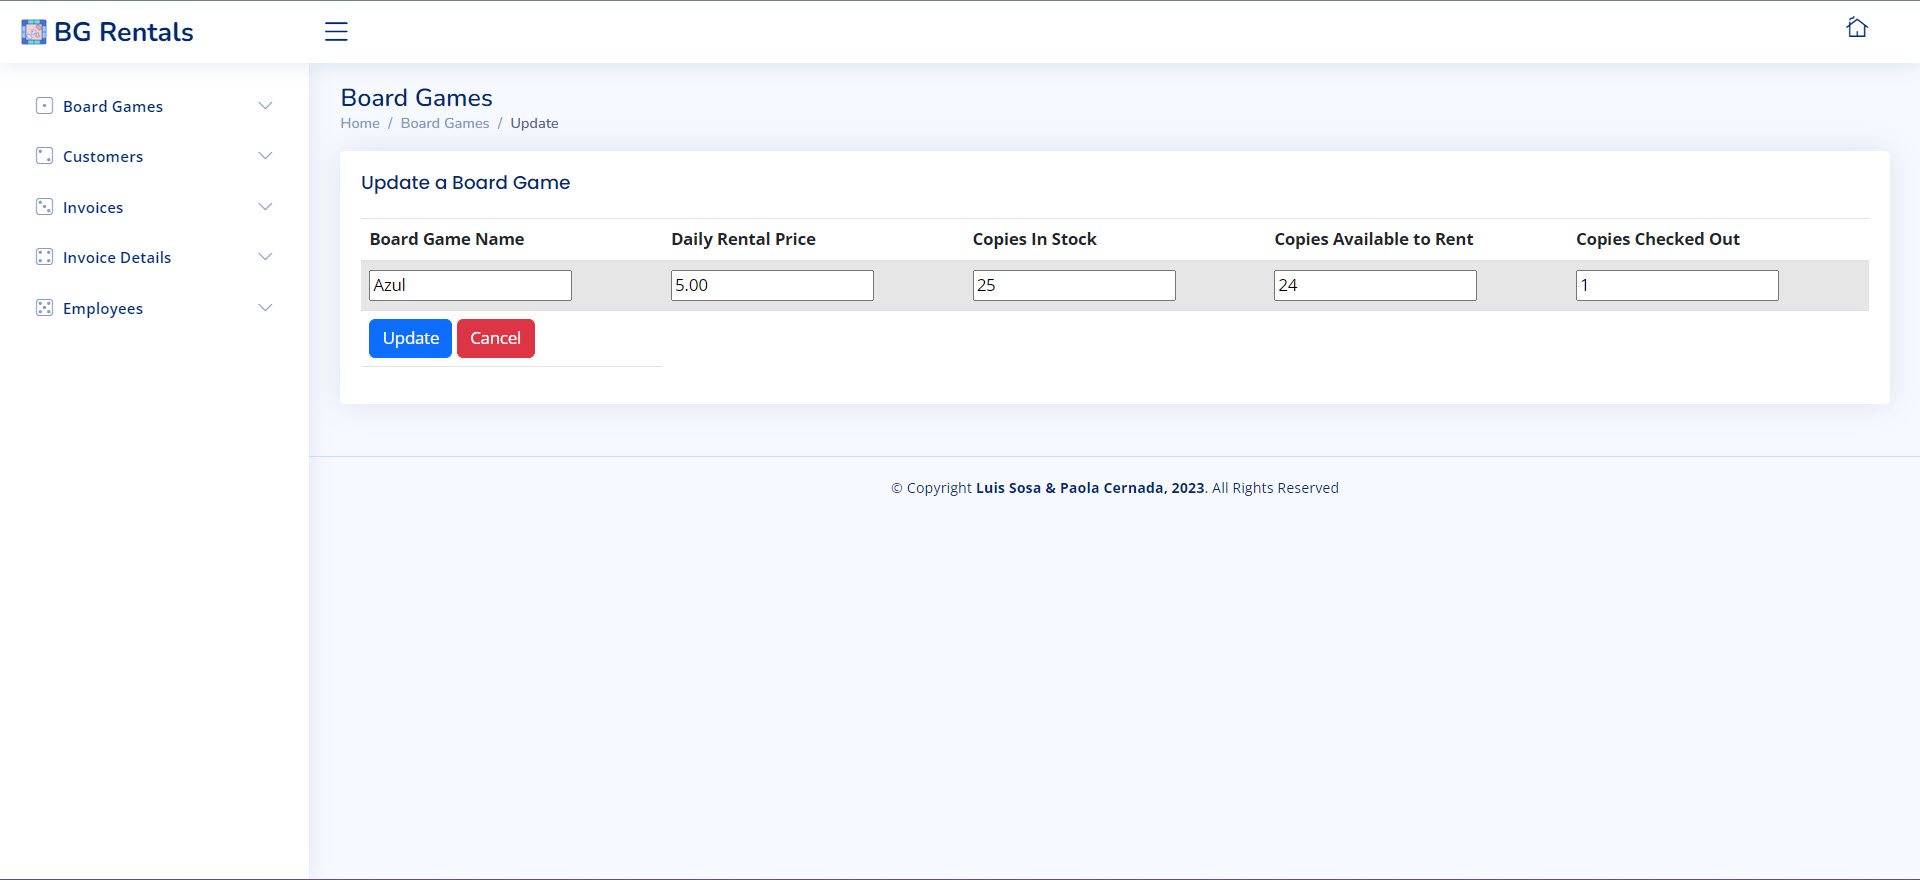 BG Rentals
Board Games
Customers
Invoices
Invoice Details
Employees
Board Games
Home / Board Games / Update
Update a Board Game
Board Game Name Daily Rental Price Copies In Stock Copies Available to Rent Copies Checked Out
Azul 5.00 25 24 1
Update Cancel
© Copyright Luis Sosa & Paola Cernada, 2023. All Rights Reserved